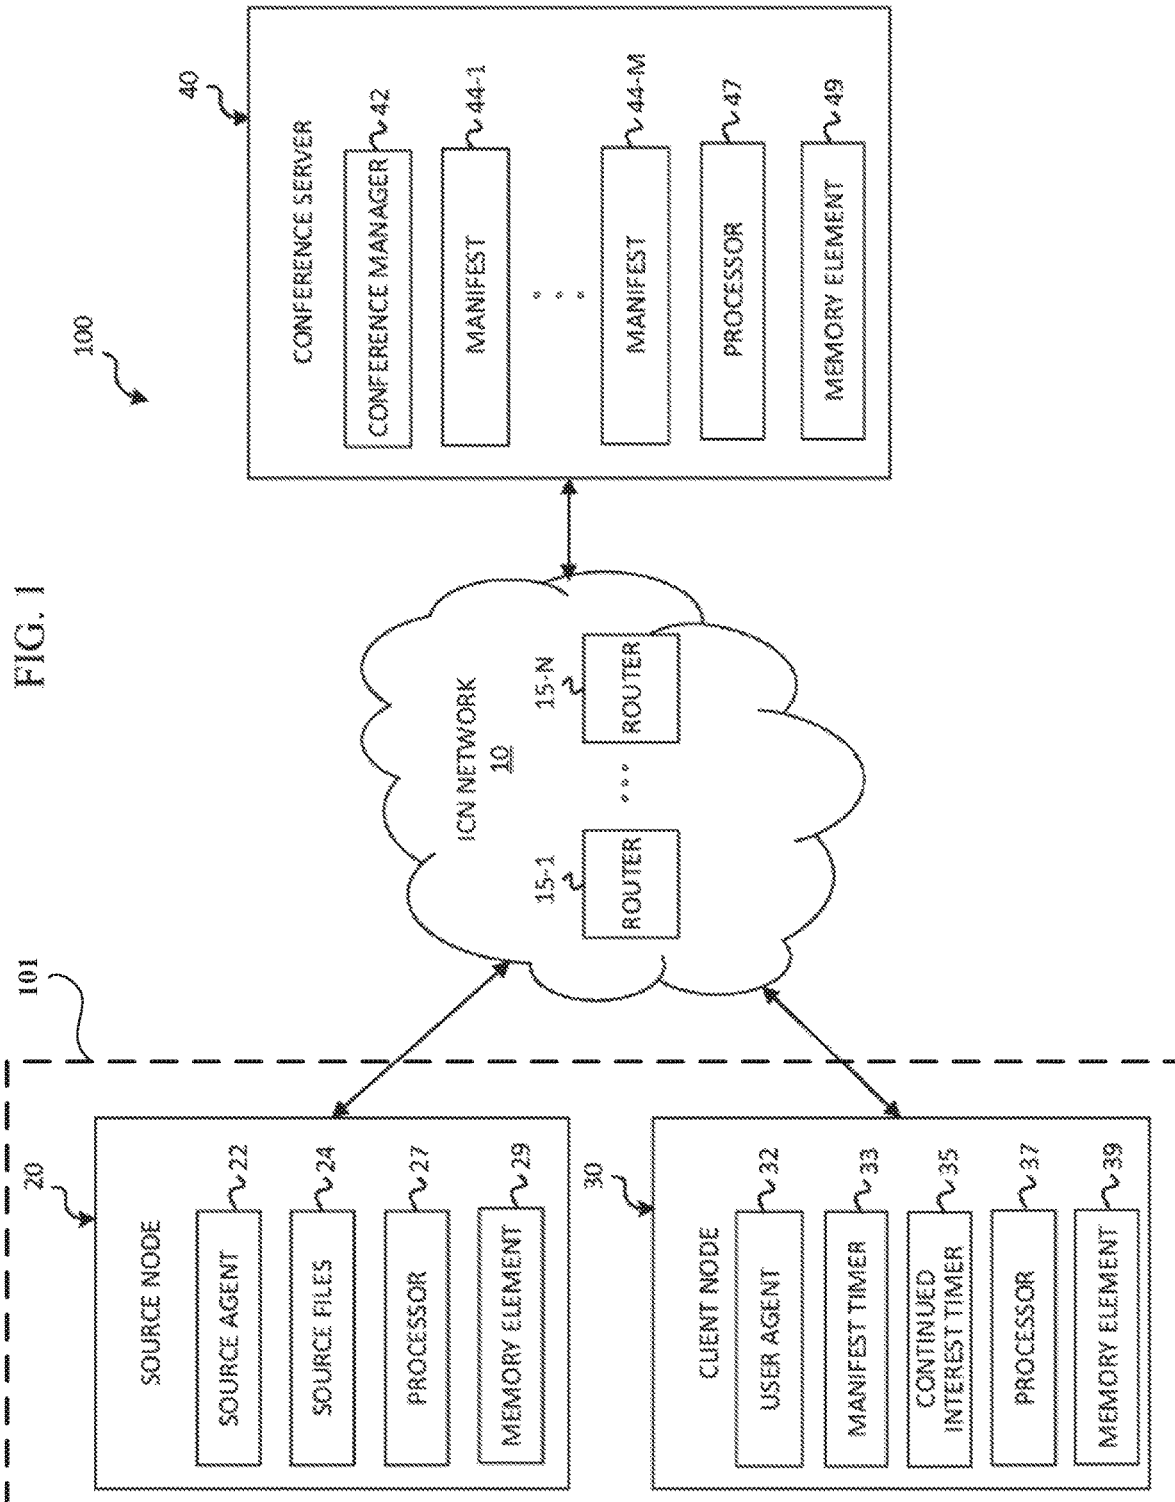 FIG. 1
100
101
20
SOURCE NODE
SOURCE AGENT
22
SOURCE FILES
24
PROCESSOR
27
MEMORY ELEMENT
29
30
CLIENT NODE
USER AGENT
32
MANIFEST TIMER
33
CONTINUED
INTEREST TIMER
35
PROCESSOR
37
MEMORY ELEMENT
39
ICN NETWORK
10
15-1
ROUTER
15-N
ROUTER
40
CONFERENCE SERVER
CONFERENCE MANAGER
42
MANIFEST
44-1
MANIFEST
44-M
PROCESSOR
47
MEMORY ELEMENT
49